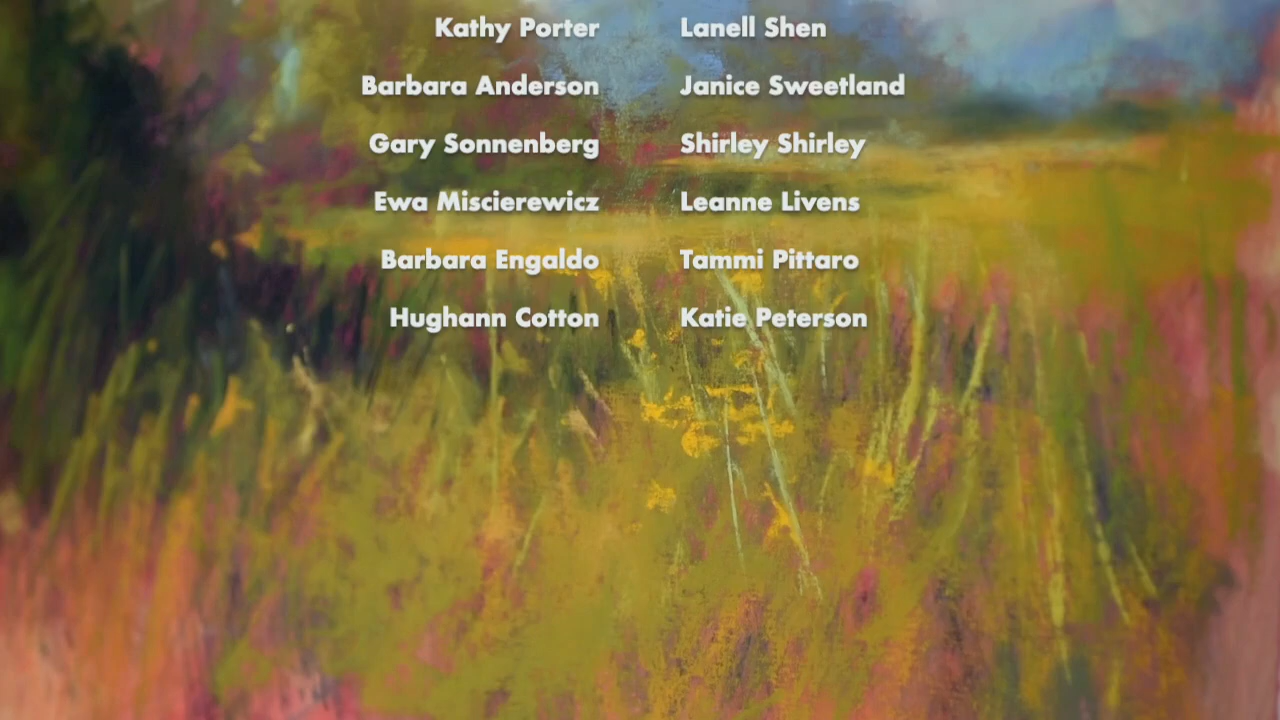 Kathy Porter Lanell Shen
Barbara Anderson Janice Sweetland
Gary Sonnenberg Shirley Shirley
Ewa Miscierewicz Leanne Livens
Barbara Engaldo Tammi Pittaro
Hughann Cotton Katie Peterson